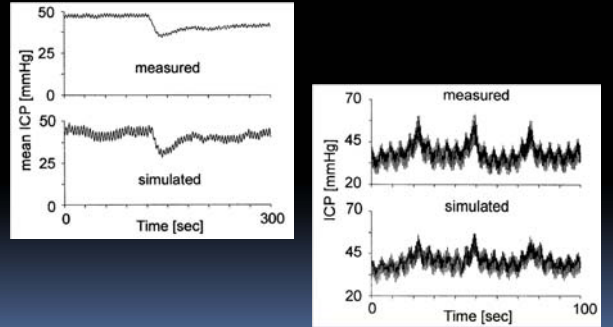 50
25
0
measured
mean ICP [mmHg]
50
25
0
simulated
0
300
Time [sec]
measured
70
45
20
ICP [mmHg]
simulated
70
45
20
0
100
Time [sec]